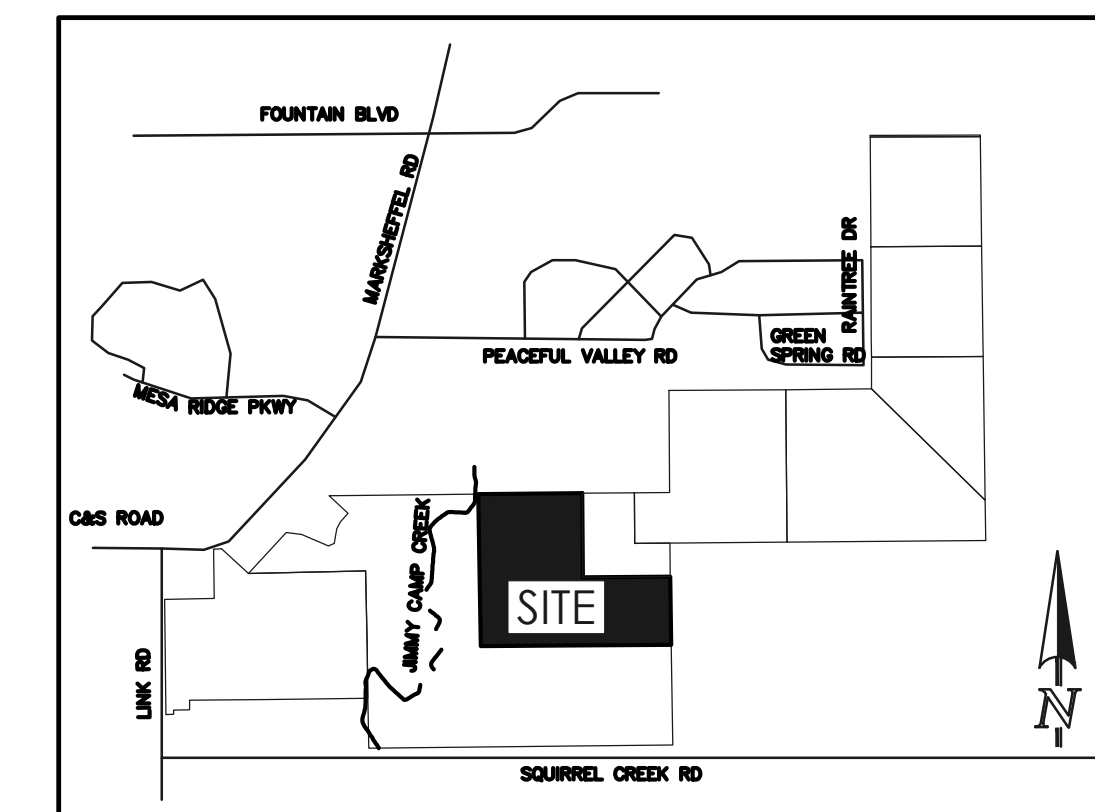 FOUNTAIN BLVD
MARKSHEFFEL RD
RAINTREE DR
GREEN
SPRING RD
PEACEFUL VALLEY RD
MESA RIDGE PKWY
C&S ROAD
JIMMY CAMP CREEK
SITE
LINK RD
N
SQUIRREL CREEK RD